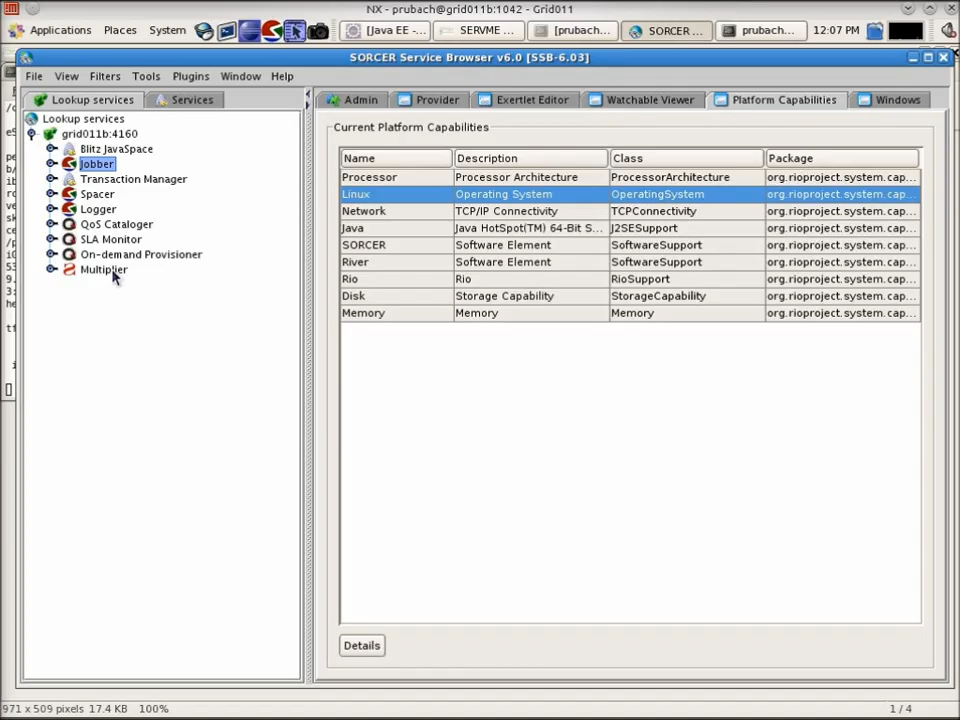 NX - prubach@grid011b:1042 - Grid011
Applications Places System [Java EE -... SERVME ... [prubach... SORCER ... prubach... 12:07 PM
SORCER Service Browser v6.0 [SSB-6.03]
File View Filters Tools Plugins Window Help
Lookup services Services
Admin Provider Exertlet Editor Watchable Viewer Platform Capabilities Windows
Lookup services
grid011b:4160
Blitz JavaSpace
Jobber
Transaction Manager
Spacer
Logger
QoS Cataloger
SLA Monitor
On-demand Provisioner
Multiplier
Current Platform Capabilities
Name Description Class Package
Processor Processor Architecture ProcessorArchitecture org.rioproject.system.cap...
Linux Operating System OperatingSystem org.rioproject.system.cap...
Network TCP/IP Connectivity TCPConnectivity org.rioproject.system.cap...
Java Java HotSpot(TM) 64-Bit S... J2SESupport org.rioproject.system.cap...
SORCER Software Element SoftwareSupport org.rioproject.system.cap...
River Software Element SoftwareSupport org.rioproject.system.cap...
Rio Rio RioSupport org.rioproject.system.cap...
Disk Storage Capability StorageCapability org.rioproject.system.cap...
Memory Memory Memory org.rioproject.system.cap...
Details
971 x 509 pixels 17.4 KB 100% 1 / 4